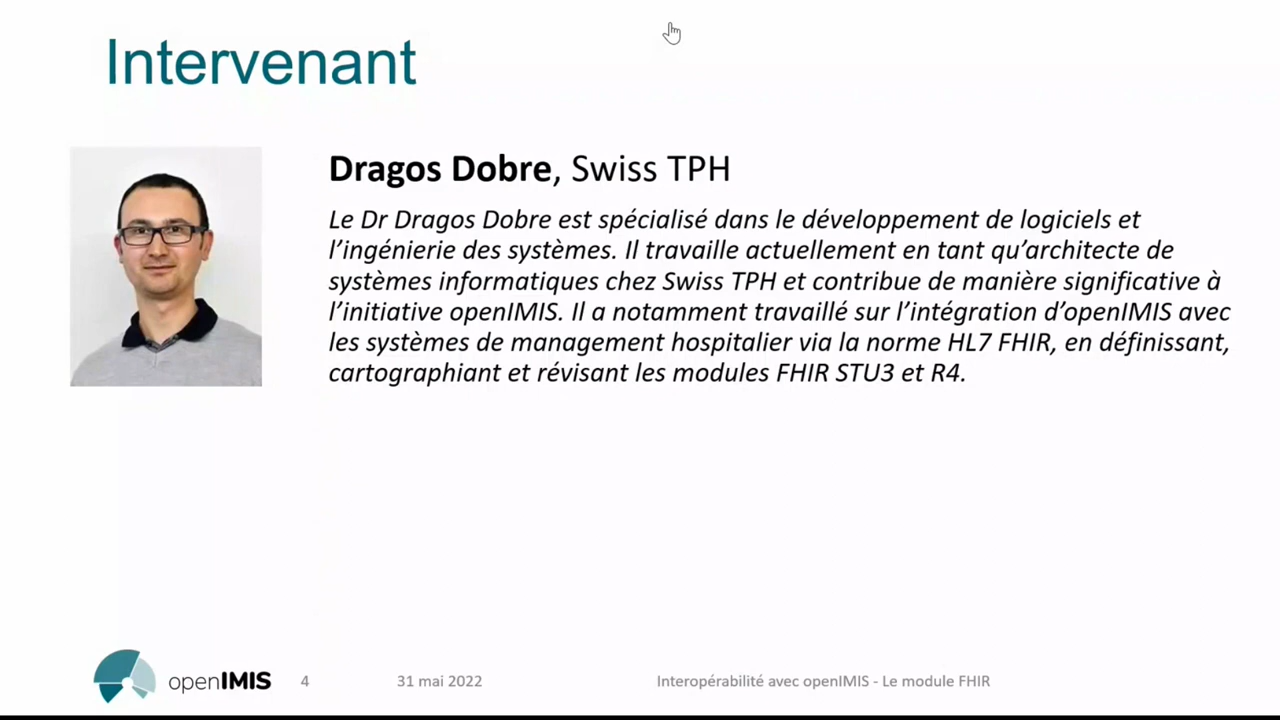 Intervenant
Dragos Dobre, Swiss TPH
Le Dr Dragos Dobre est spécialisé dans le développement de logiciels et
l’ingénierie des systèmes. Il travaille actuellement en tant qu’architecte de
systèmes informatiques chez Swiss TPH et contribue de manière significative à
l’initiative openIMIS. Il a notamment travaillé sur l’intégration d’openIMIS avec
les systèmes de management hospitalier via la norme HL7 FHIR, en définissant,
cartographiant et révisant les modules FHIR STU3 et R4.
openIMIS 4 31 mai 2022 Interopérabilité avec openIMIS - Le module FHIR